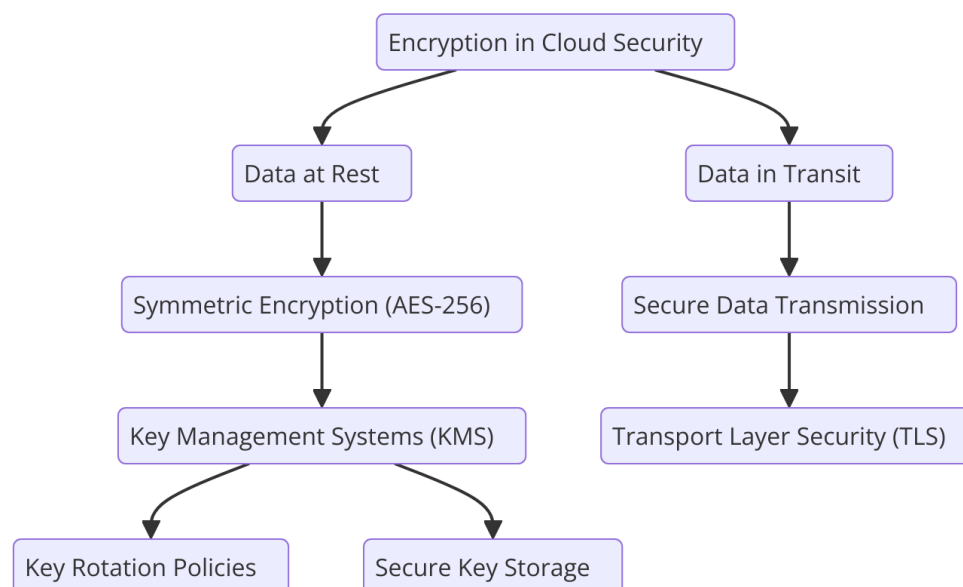 Encryption in Cloud Security
Data at Rest
Data in Transit
Symmetric Encryption (AES-256)
Secure Data Transmission
Key Management Systems (KMS)
Transport Layer Security (TLS)
Key Rotation Policies
Secure Key Storage